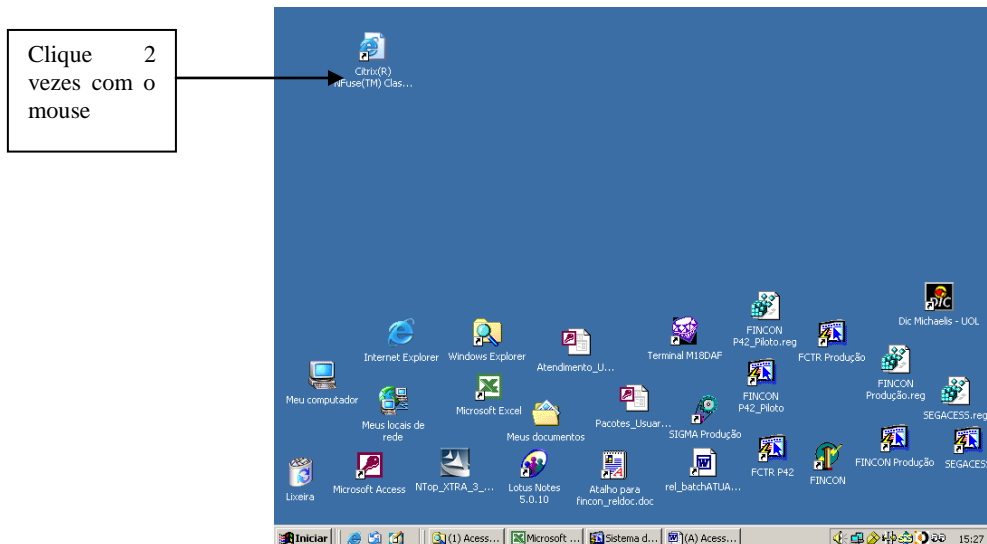 Clique 2
vezes com o
mouse
Citrix(R)
NFuse(TM) Clas...
Dic Michaelis - UOL
Internet Explorer
Windows Explorer
Atendimento_U...
Terminal M18DAF
FINCON
P42_Piloto.reg
FCTR Produção
Meu computador
Meus locais de
rede
Microsoft Excel
Meus documentos
Pacotes_Usuar...
SIGMA Produção
FINCON
P42_Piloto
FINCON
Produção.reg
SEGACESS.reg
Lixeira
Microsoft Access
NTop_XTRA_3_...
Lotus Notes
5.0.10
Atalho para
fincon_reldoc.doc
rel_batchATUA...
FCTR P42
FINCON
FINCON Produção
SEGACESS
Iniciar
(1) Acess...
Microsoft ...
Sistema d...
(A) Acess...
15:27